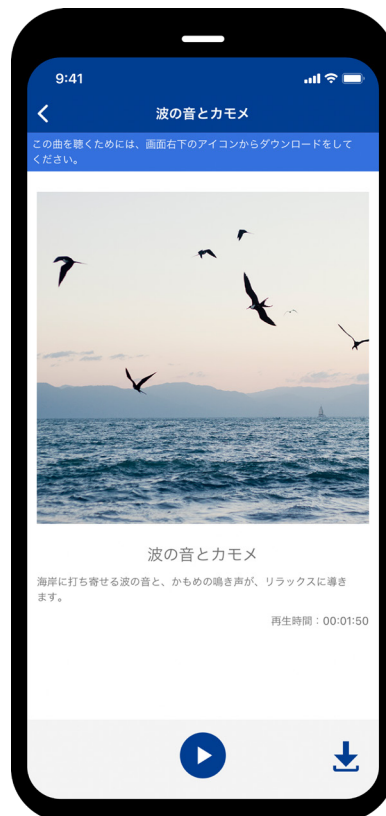 9:41
波の音とカモメ
この曲を聴くためには、画面右下のアイコンからダウンロードをして
ください。
波の音とカモメ
海岸に打ち寄せる波の音と、かもめの鳴き声が、リラックスに導き
ます。
再生時間：00:01:50